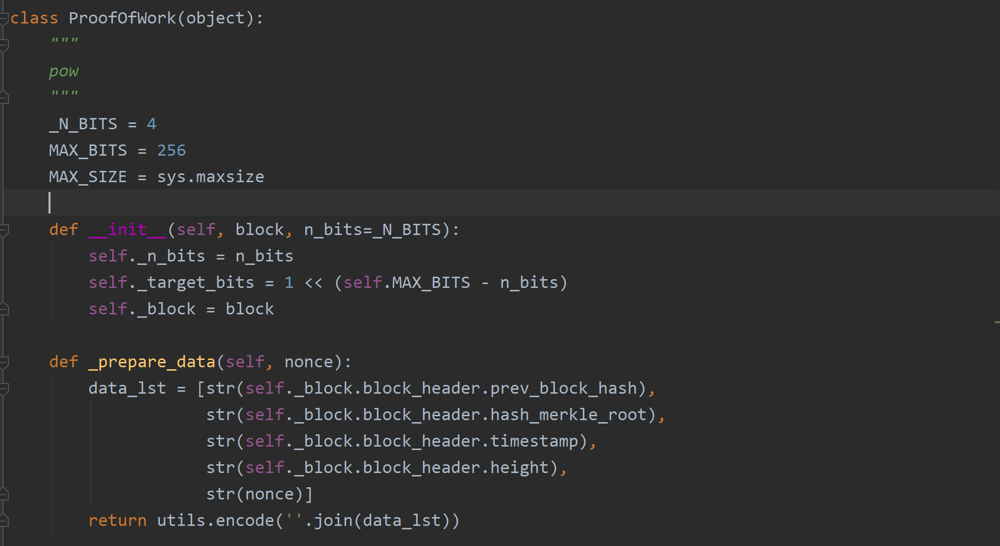 class ProofOfWork(object):
    """
    pow
    """
    _N_BITS = 4
    MAX_BITS = 256
    MAX_SIZE = sys.maxsize

    def __init__(self, block, n_bits=_N_BITS):
        self._n_bits = n_bits
        self._target_bits = 1 << (self.MAX_BITS - n_bits)
        self._block = block

    def _prepare_data(self, nonce):
        data_lst = [str(self._block.block_header.prev_block_hash),
                    str(self._block.block_header.hash_merkle_root),
                    str(self._block.block_header.timestamp),
                    str(self._block.block_header.height),
                    str(nonce)]
        return utils.encode(''.join(data_lst))